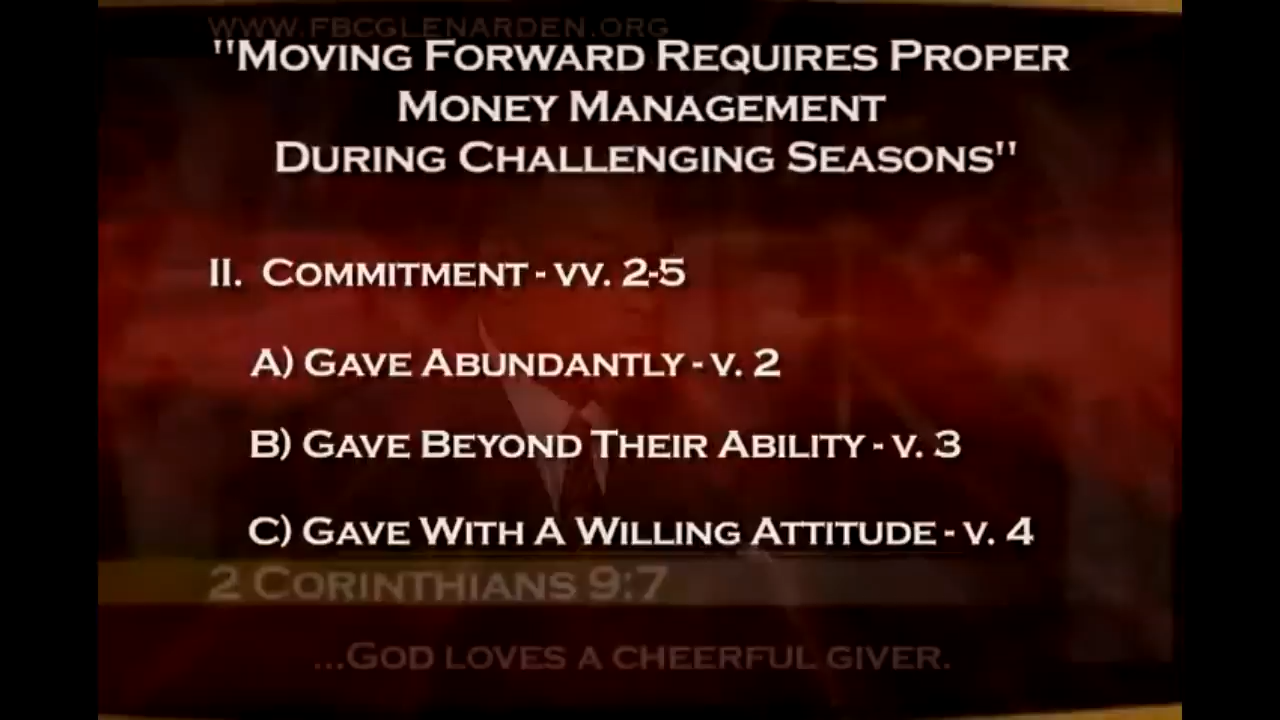 WWW.FBCGLENARDEN.ORG
"MOVING FORWARD REQUIRES PROPER
MONEY MANAGEMENT
DURING CHALLENGING SEASONS"
II. COMMITMENT - VV. 2-5
A) GAVE ABUNDANTLY - V. 2
B) GAVE BEYOND THEIR ABILITY - V. 3
C) GAVE WITH A WILLING ATTITUDE - V. 4
2 CORINTHIANS 9:7
...GOD LOVES A CHEERFUL GIVER.